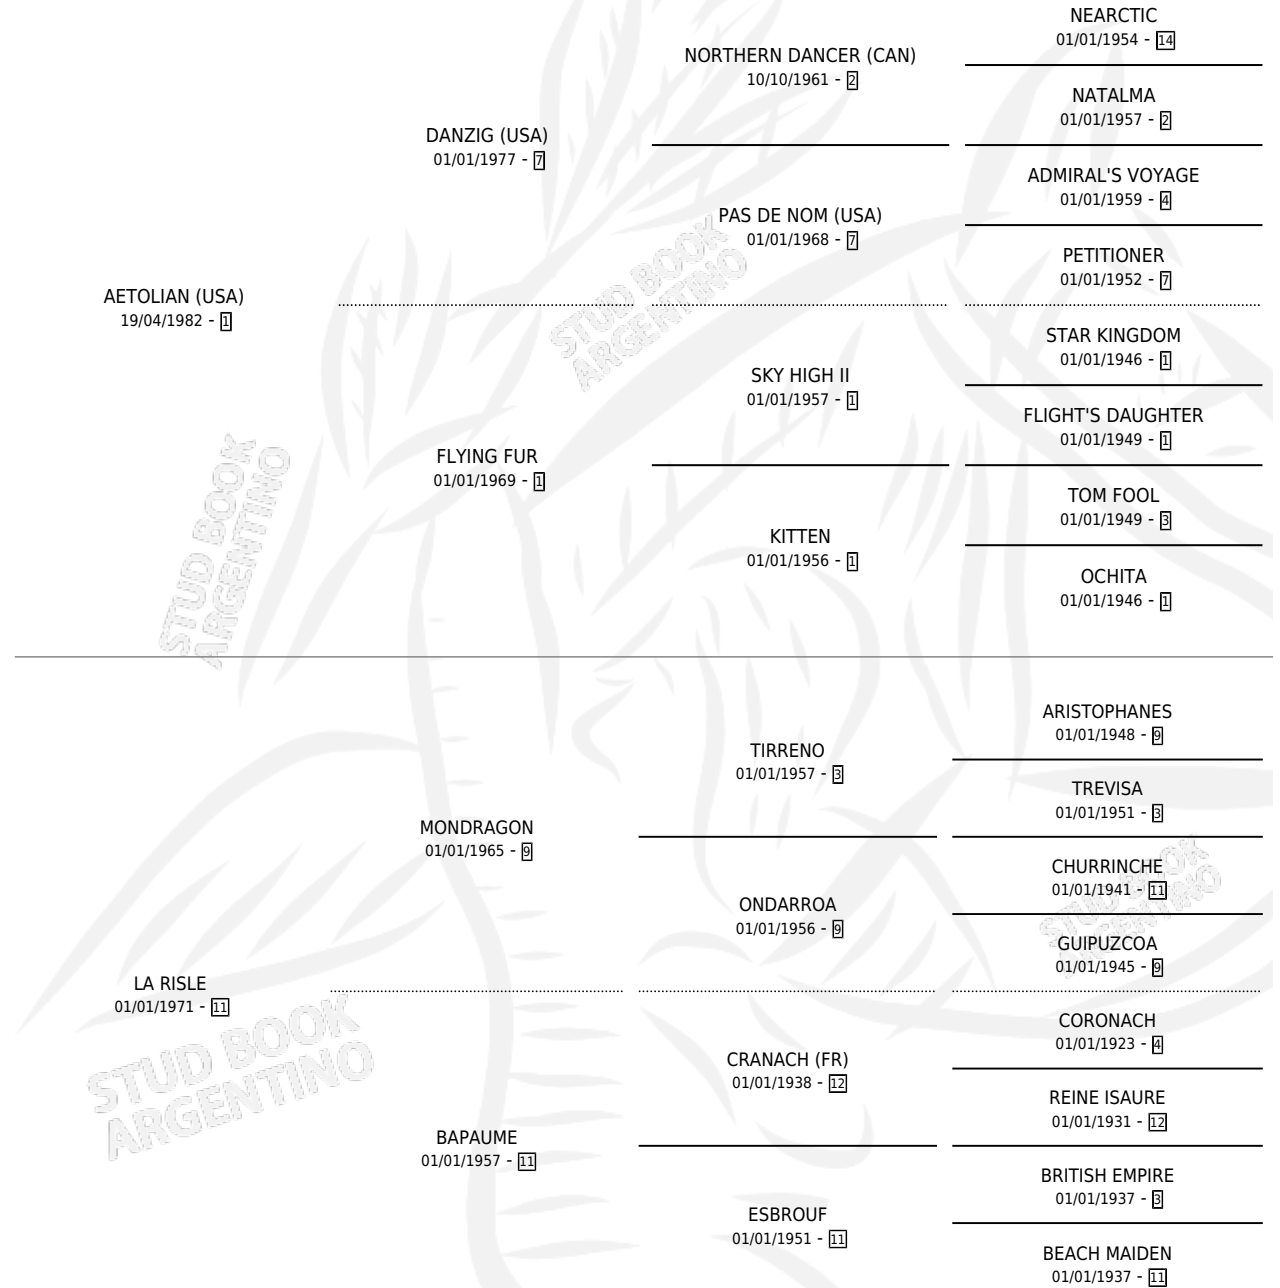 NEARCTIC
01/01/1954 - 14
NORTHERN DANCER (CAN)
10/10/1961 - 2
NATALMA
01/01/1957 - 2
DANZIG (USA)
01/01/1977 - 7
ADMIRAL'S VOYAGE
01/01/1959 - 4
PAS DE NOM (USA)
01/01/1968 - 7
PETITIONER
01/01/1952 - 7
AETOLIAN (USA)
19/04/1982 - 1
STAR KINGDOM
01/01/1946 - 1
SKY HIGH II
01/01/1957 - 1
FLIGHT'S DAUGHTER
01/01/1949 - 1
FLYING FUR
01/01/1969 - 1
TOM FOOL
01/01/1949 - 3
KITTEN
01/01/1956 - 1
OCHITA
01/01/1946 - 1
ARISTOPHANES
01/01/1948 - 9
TIRRENO
01/01/1957 - 3
TREVISA
01/01/1951 - 3
MONDRAGON
01/01/1965 - 9
CHURRINCHE
01/01/1941 - 11
ONDARROA
01/01/1956 - 9
GUIPUZCOA
01/01/1945 - 9
LA RISLE
01/01/1971 - 11
CORONACH
01/01/1923 - 4
CRANACH (FR)
01/01/1938 - 12
REINE ISAURE
01/01/1931 - 12
BAPAUME
01/01/1957 - 11
BRITISH EMPIRE
01/01/1937 - 3
ESBROUF
01/01/1951 - 11
BEACH MAIDEN
01/01/1937 - 11
STUD BOOK
ARGENTINO
STUD BOOK
ARGENTINO
STUD BOOK
ARGENTINO
STUD BOOK
ARGENTINO